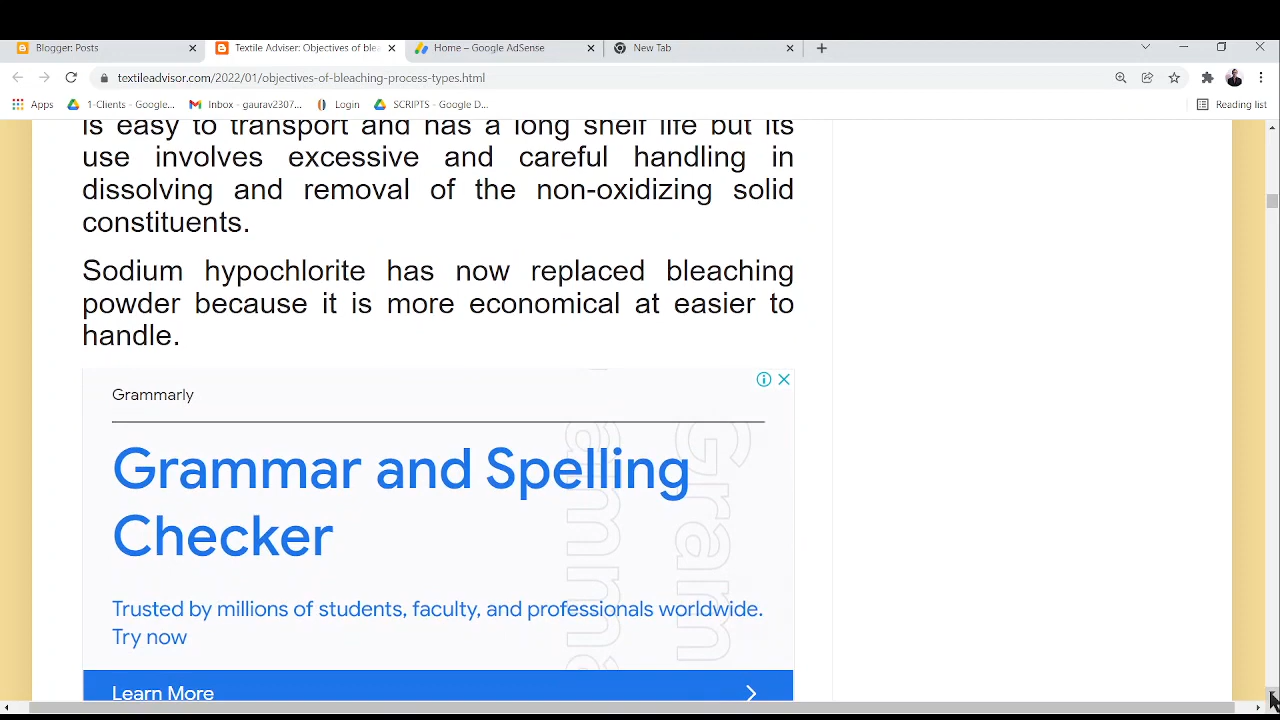 Blogger: Posts
Textile Adviser: Objectives of ble
Home – Google AdSense
New Tab
textileadvisor.com/2022/01/objectives-of-bleaching-process-types.html
Apps
1-Clients - Google...
Inbox - gaurav2307...
Login
SCRIPTS - Google D...
Reading list
is easy to transport and has a long shelf life but its
use involves excessive and careful handling in
dissolving and removal of the non-oxidizing solid
constituents.
Sodium hypochlorite has now replaced bleaching
powder because it is more economical at easier to
handle.
Grammarly
Grammar and Spelling
Checker
Trusted by millions of students, faculty, and professionals worldwide.
Try now
Learn More